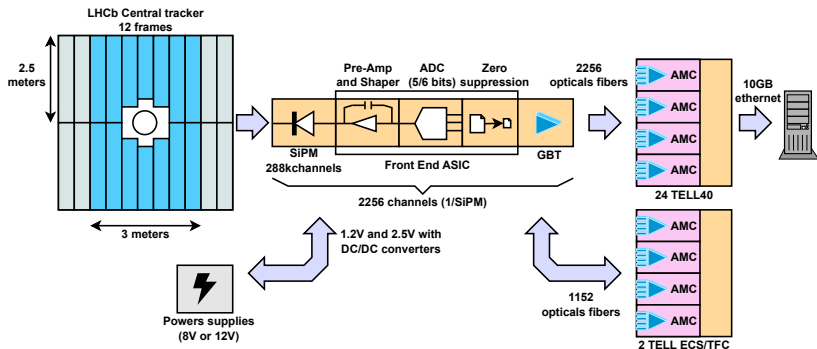 LHCb Central tracker
12 frames
2.5
meters
3 meters
Pre-Amp
and Shaper
ADC
(5/6 bits)
Zero
suppression
SiPM
288kchannels
Front End ASIC
GBT
2256 channels (1/SiPM)
2256
opticals fibers
AMC
AMC
AMC
AMC
24 TELL40
10GB
ethernet
1.2V and 2.5V with
DC/DC converters
Powers supplies
(8V or 12V)
1152
opticals fibers
AMC
AMC
AMC
AMC
2 TELL ECS/TFC